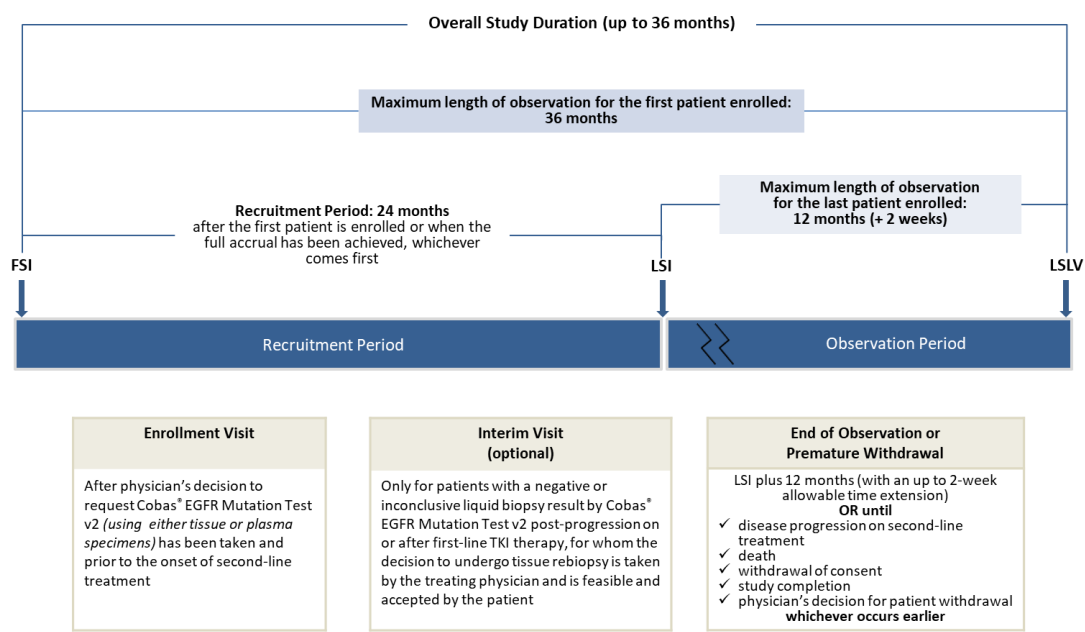 Overall Study Duration (up to 36 months)
Maximum length of observation for the first patient enrolled:
36 months
Maximum length of observation
for the last patient enrolled:
12 months (+ 2 weeks)
Recruitment Period: 24 months
after the first patient is enrolled or when the
full accrual has been achieved, whichever
comes first
FSI
LSI
LSLV
Recruitment Period
Observation Period
Enrollment Visit
After physician's decision to
request Cobas® EGFR Mutation Test
v2 (using either tissue or plasma
specimens) has been taken and
prior to the onset of second-line
treatment
Interim Visit
(optional)
Only for patients with a negative or
inconclusive liquid biopsy result by Cobas®
EGFR Mutation Test v2 post-progression on
or after first-line TKI therapy, for whom the
decision to undergo tissue rebiopsy is taken
by the treating physician and is feasible and
accepted by the patient
End of Observation or
Premature Withdrawal
LSI plus 12 months (with an up to 2-week
allowable time extension)
OR until
✓ disease progression on second-line
treatment
✓ death
✓ withdrawal of consent
✓ study completion
✓ physician's decision for patient withdrawal
whichever occurs earlier